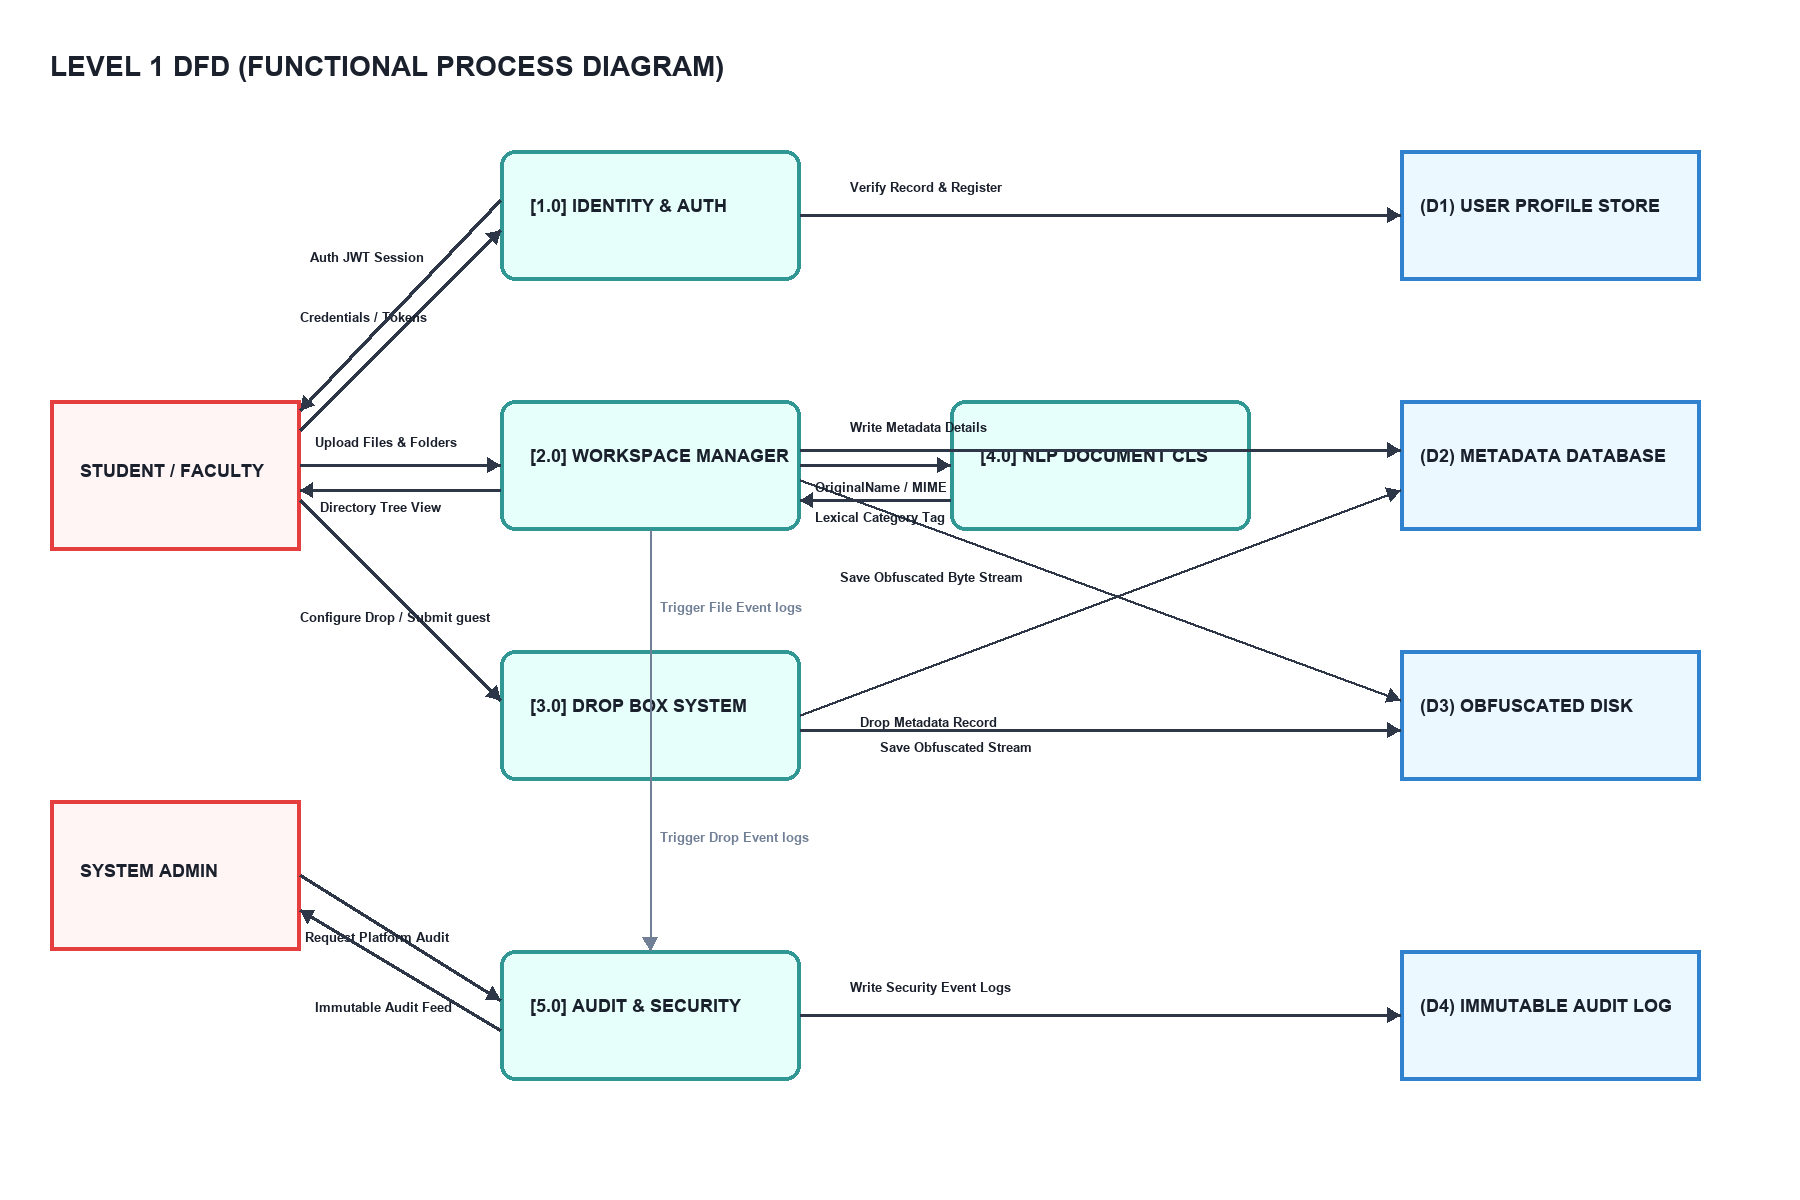 LEVEL 1 DFD (FUNCTIONAL PROCESS DIAGRAM)
[1.0] IDENTITY & AUTH
Verify Record & Register
(D1) USER PROFILE STORE
Auth JWT Session
Credentials / Tokens
STUDENT / FACULTY
Upload Files & Folders
Directory Tree View
[2.0] WORKSPACE MANAGER
Write Metadata Details
[4.0] NLP DOCUMENT CLS
OriginalName / MIME
Lexical Category Tag
(D2) METADATA DATABASE
Save Obfuscated Byte Stream
Trigger File Event logs
Configure Drop / Submit guest
[3.0] DROP BOX SYSTEM
Drop Metadata Record
Save Obfuscated Stream
(D3) OBFUSCATED DISK
Trigger Drop Event logs
SYSTEM ADMIN
Request Platform Audit
Immutable Audit Feed
[5.0] AUDIT & SECURITY
Write Security Event Logs
(D4) IMMUTABLE AUDIT LOG